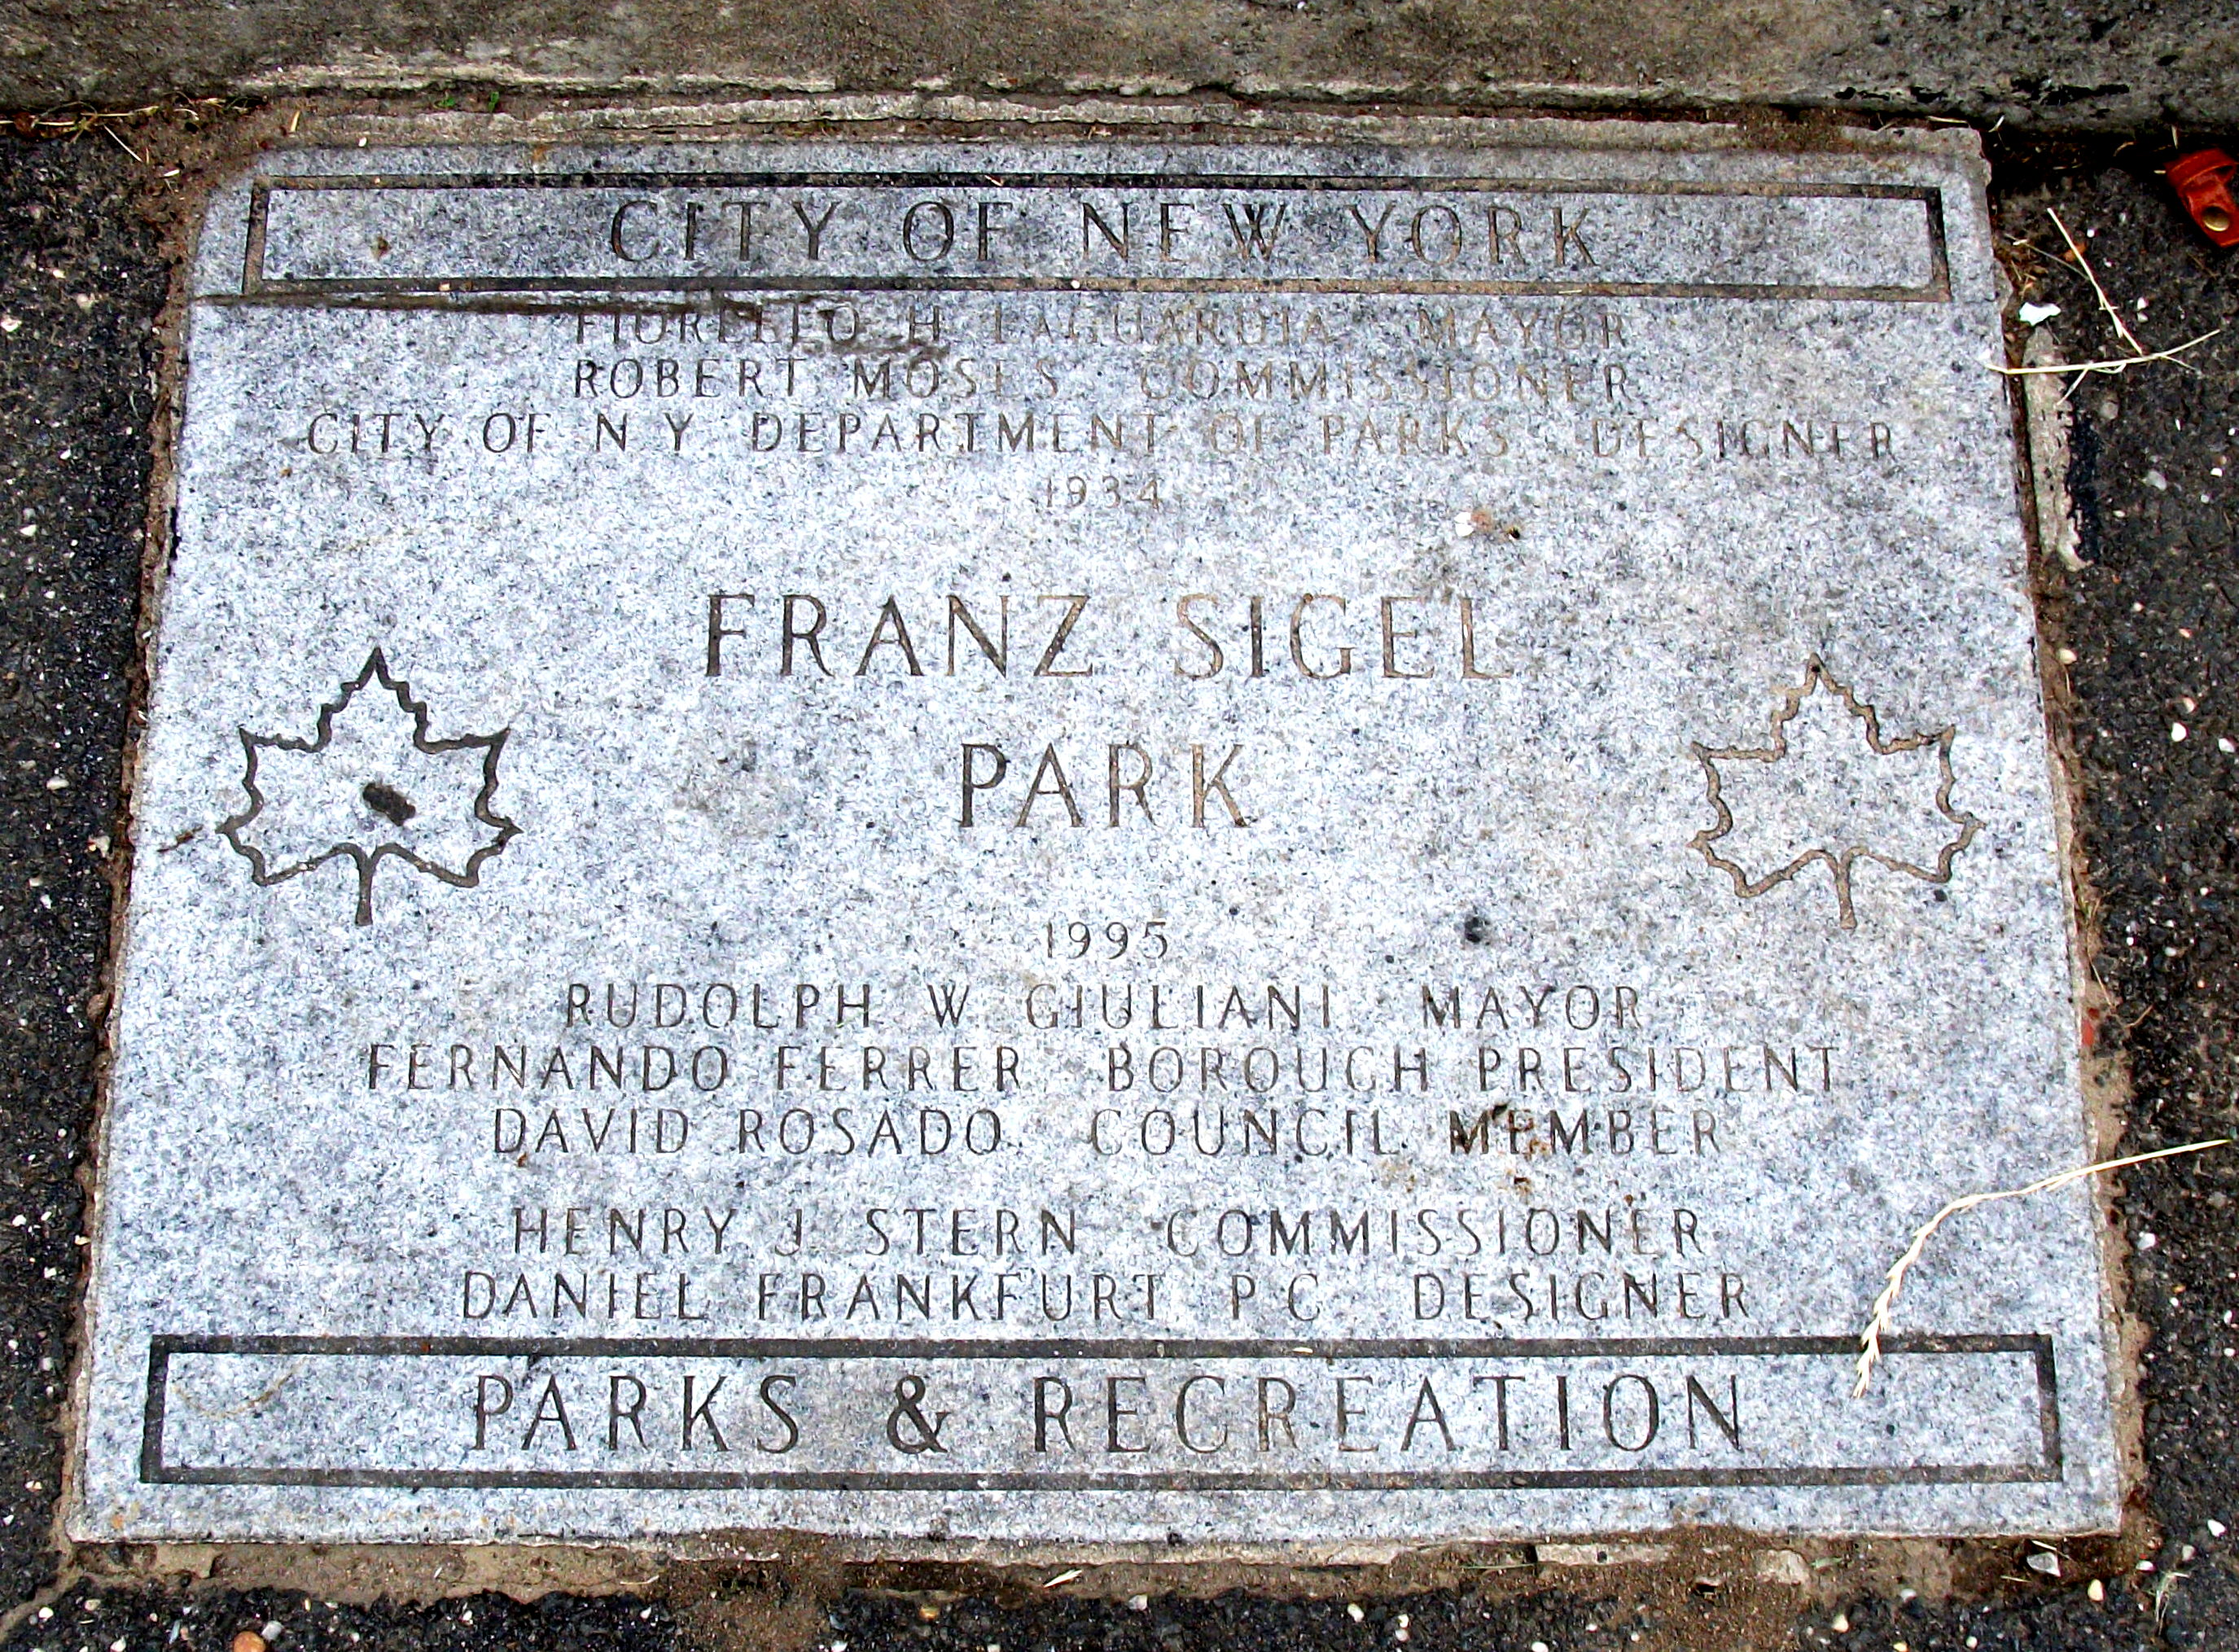 CITY OF NEW YORK
FIORELLO H LAGUARDIA MAYOR
ROBERT MOSES COMMISSIONER
CITY OF N Y DEPARTMENT OF PARKS DESIGNER
1934
FRANZ SIGEL
PARK
1995
RUDOLPH W GIULIANI MAYOR
FERNANDO FERRER BOROUGH PRESIDENT
DAVID ROSADO COUNCIL MEMBER
HENRY J STERN COMMISSIONER
DANIEL FRANKFURT P C DESIGNER
PARKS & RECREATION